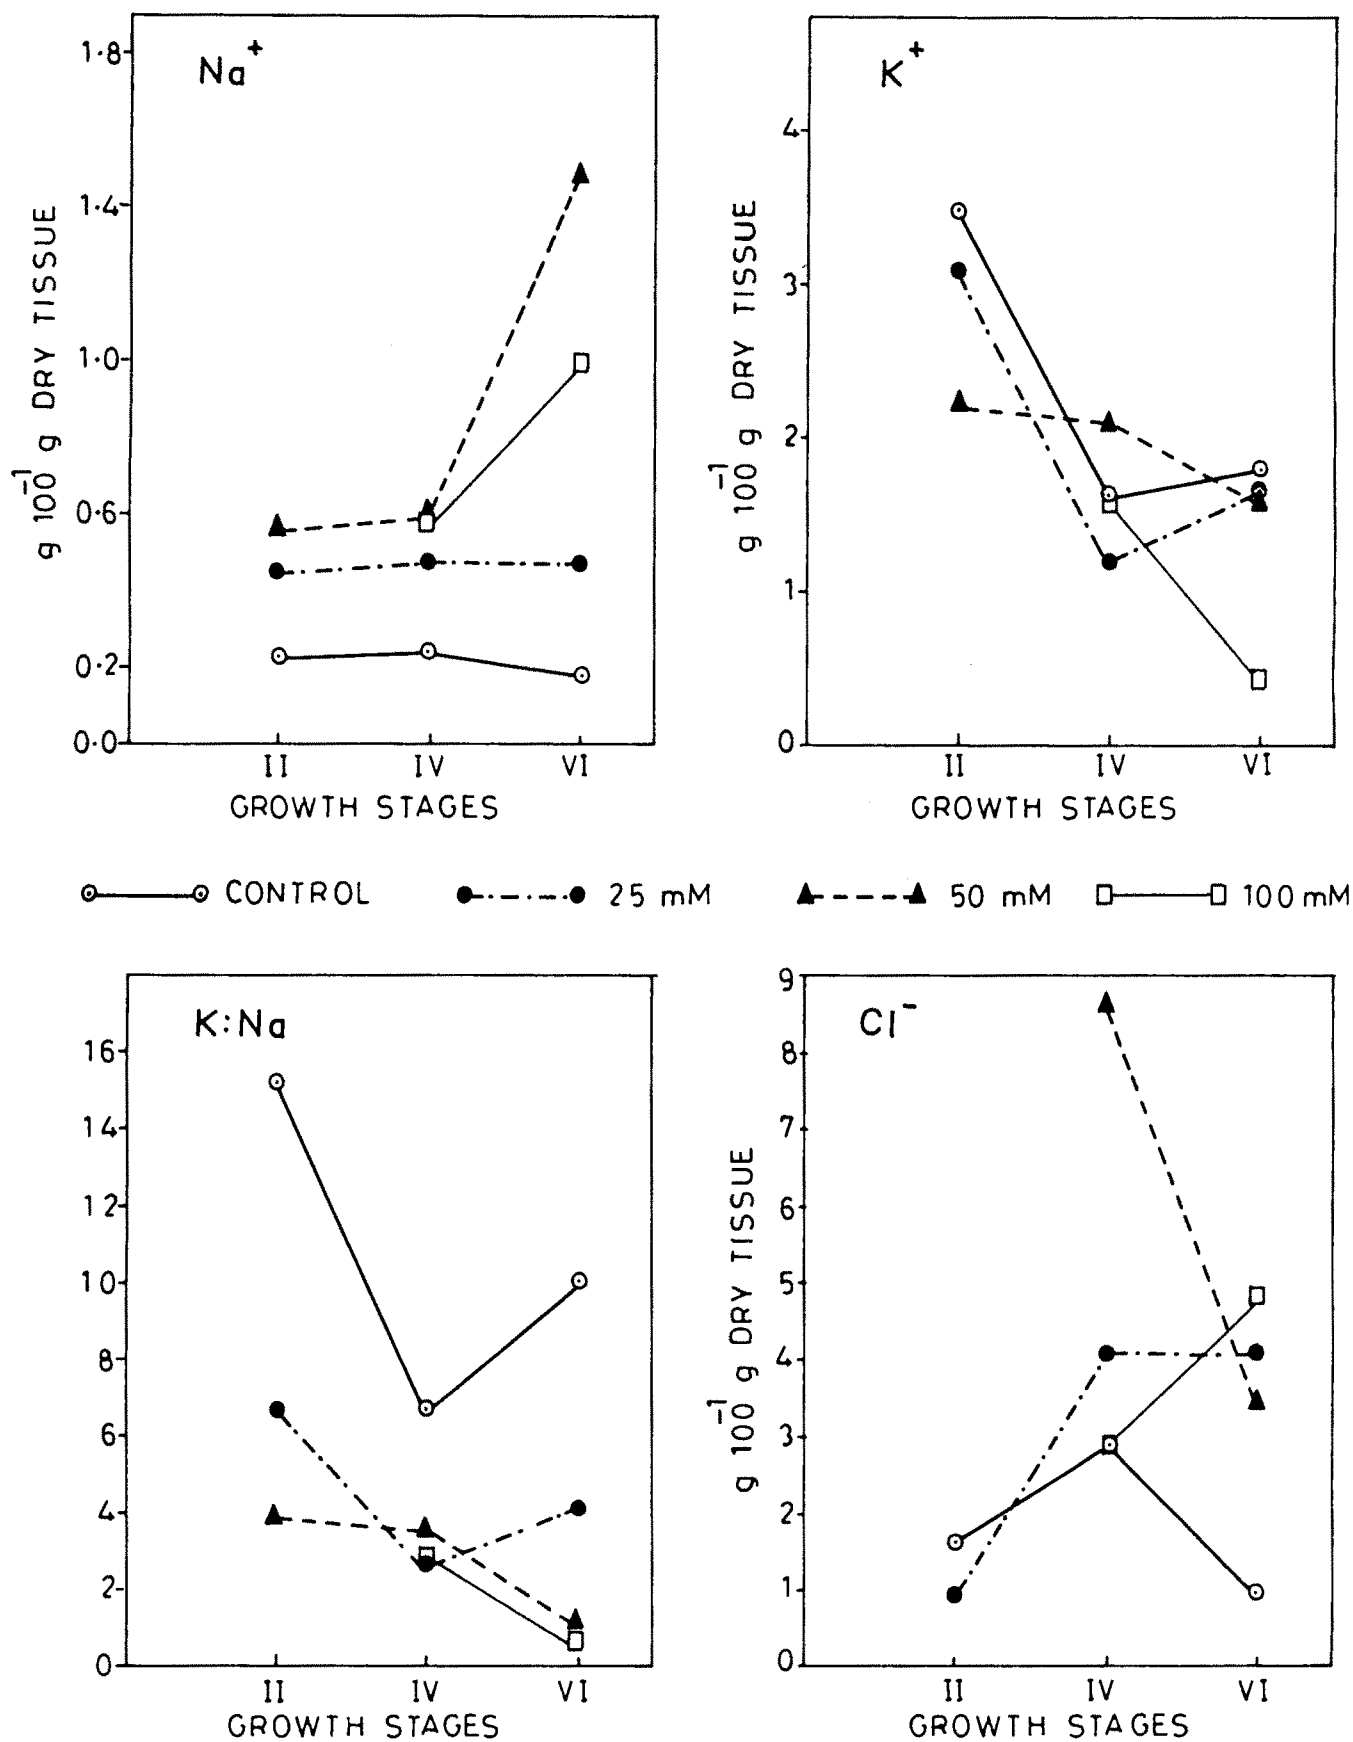 Na⁺
1.8
1.4
1.0
0.6
0.2
0.0
g 100⁻¹ g DRY TISSUE
II IV VI
GROWTH STAGES
K⁺
4
3
2
1
0
g 100⁻¹ g DRY TISSUE
II IV VI
GROWTH STAGES
CONTROL 25 mM 50 mM 100 mM
K:Na
16
14
12
10
8
6
4
2
0
II IV VI
GROWTH STAGES
Cl⁻
9
8
7
6
5
4
3
2
1
0
g 100⁻¹ g DRY TISSUE
II IV VI
GROWTH STAGES